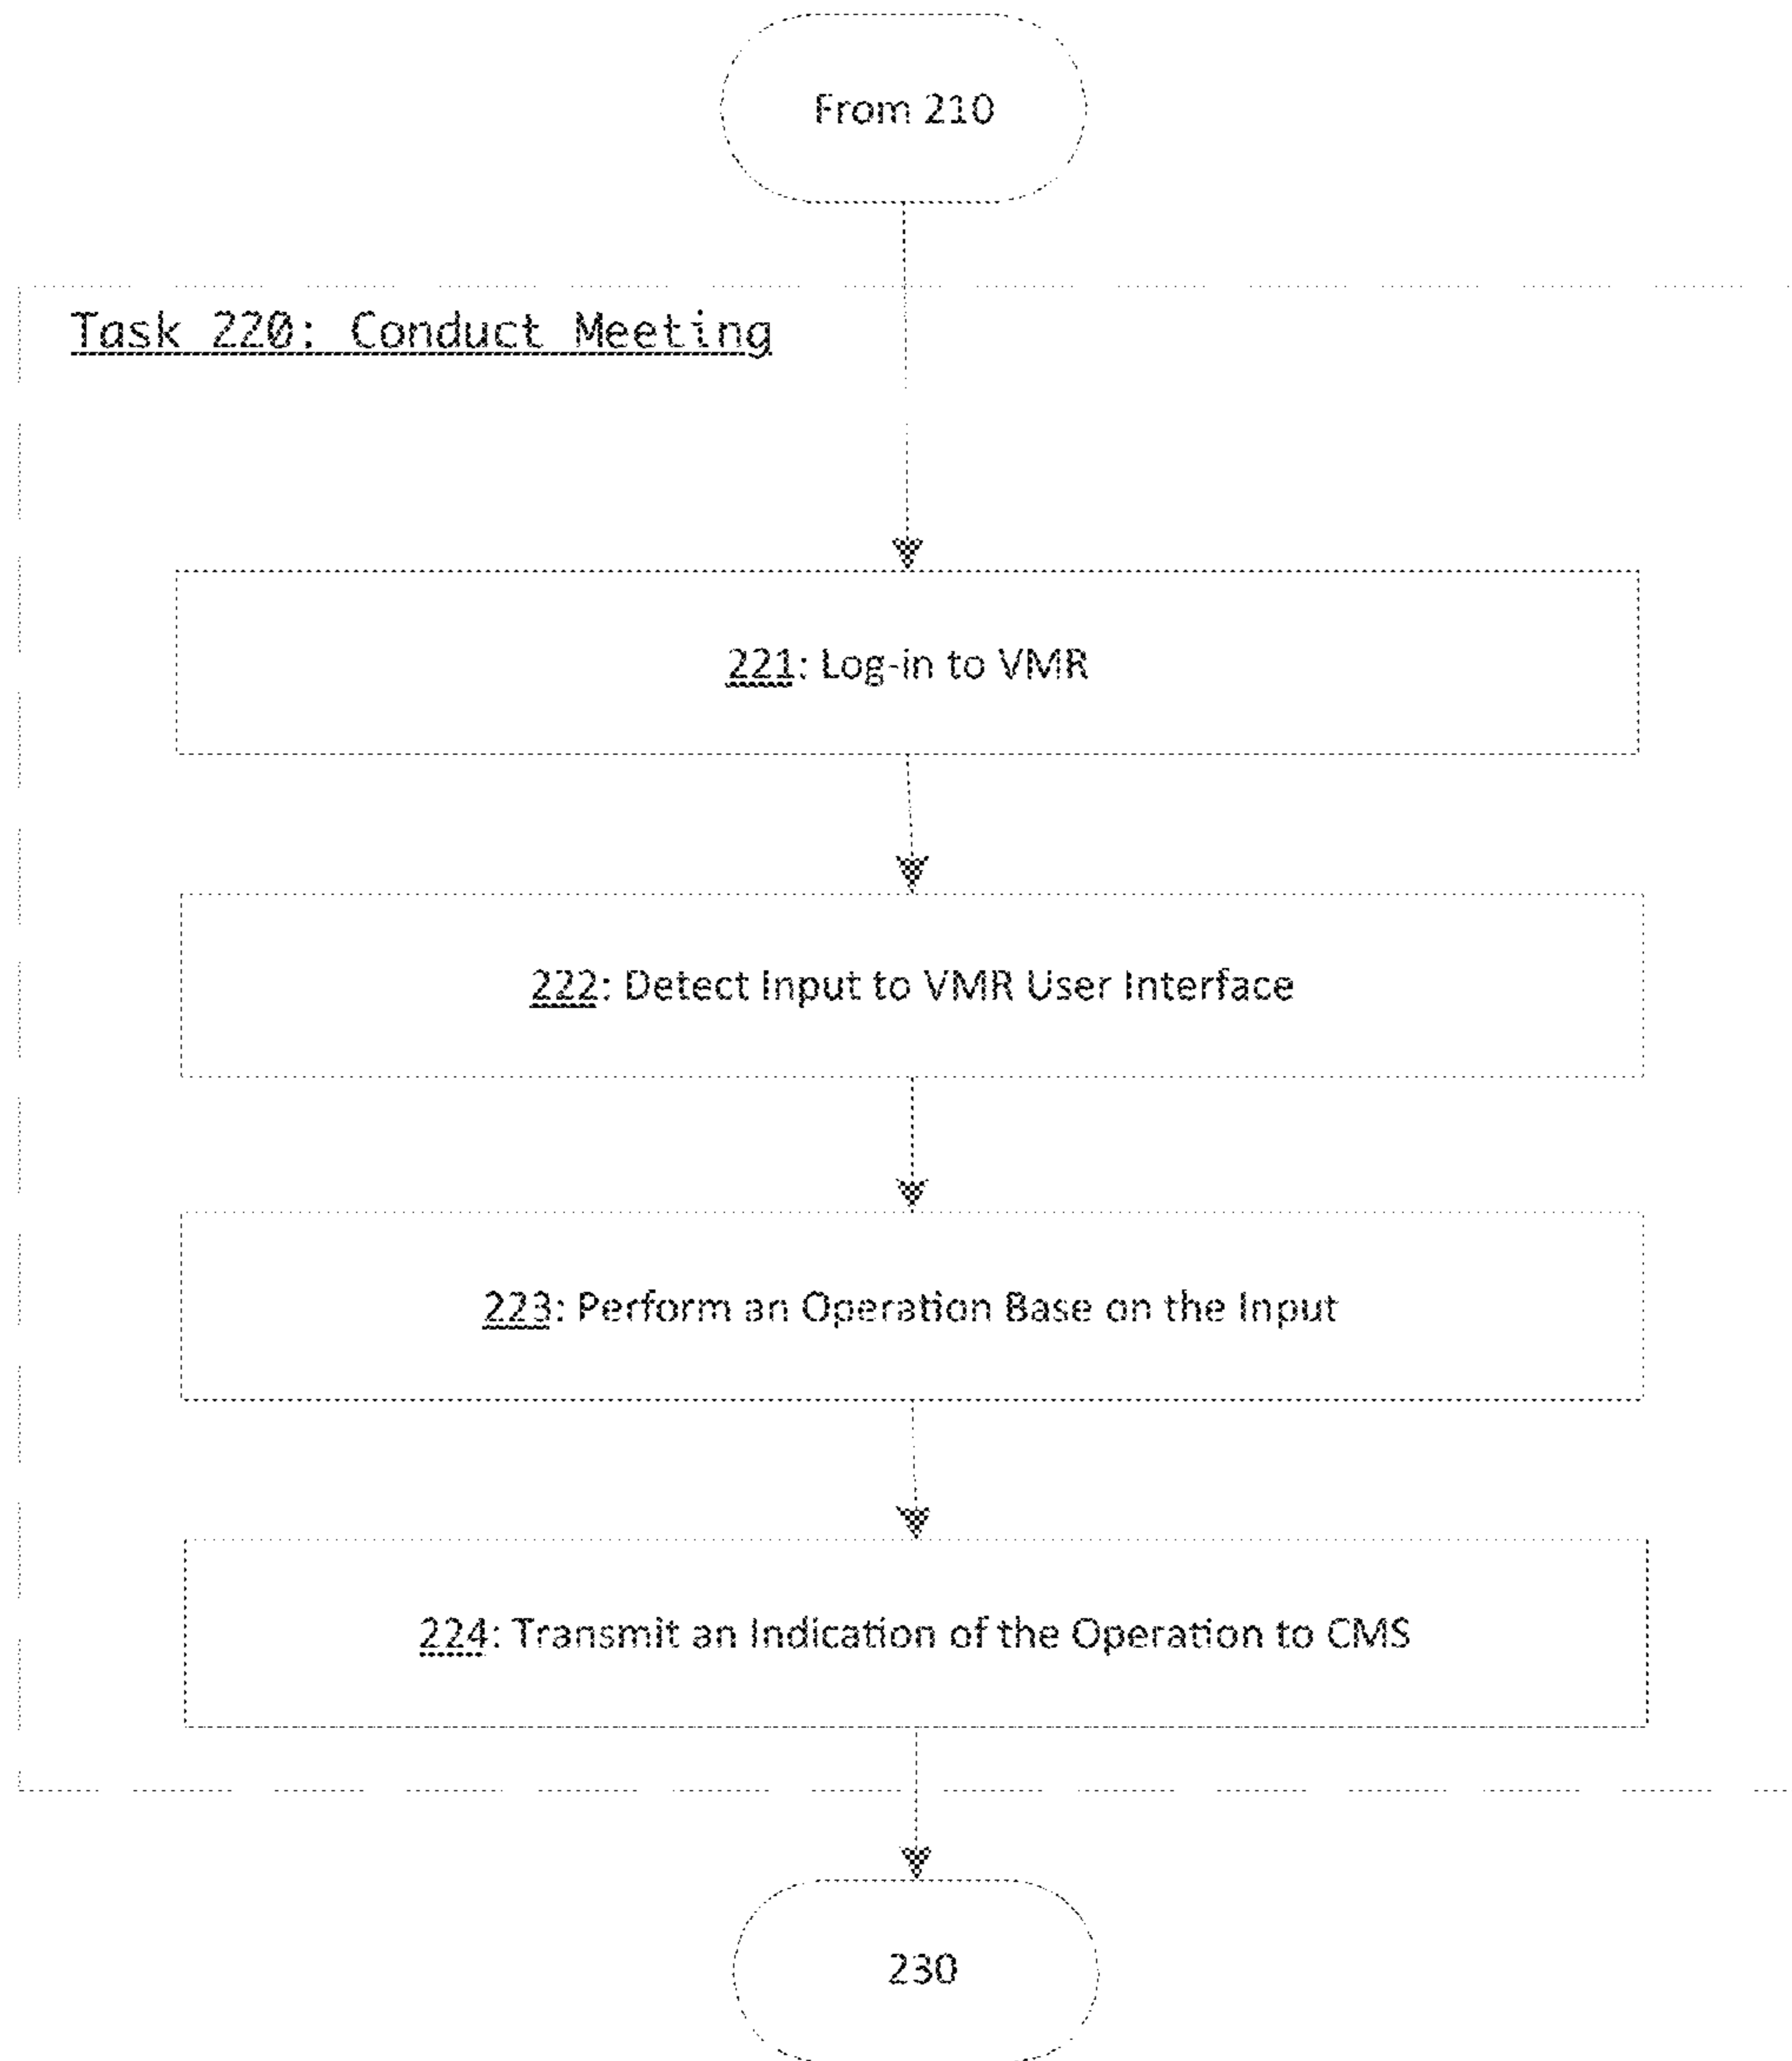 From 210
Task 220: Conduct Meeting
221: Log-in to VMR
222: Detect Input to VMR User Interface
223: Perform an Operation Base on the Input
224: Transmit an Indication of the Operation to CMS
230